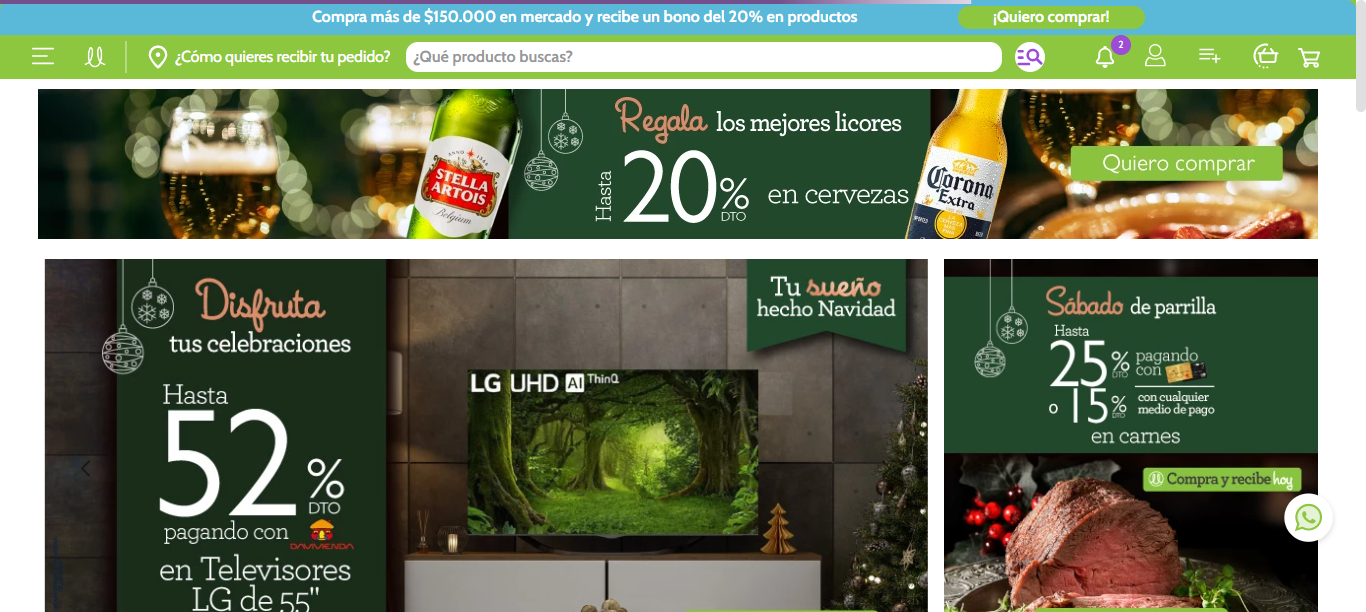 Compra más de $150.000 en mercado y recibe un bono del 20% en productos
¡Quiero comprar!
¿Cómo quieres recibir tu pedido?
¿Qué producto buscas?
2
Regala los mejores licores
Hasta 20% DTO en cervezas
ANNO 1366
STELLA
ARTOIS
Belgium
Corona
Extra
Quiero comprar
Disfruta
tus celebraciones
Hasta
52%
DTO
pagando con DAVIVIENDA
en Televisores
LG de 55"
Tu sueño
hecho Navidad
LG UHD AI ThinQ
Sábado de parrilla
Hasta
25% DTO pagando
con
o 15% DTO con cualquier
medio de pago
en carnes
Compra y recibe hoy